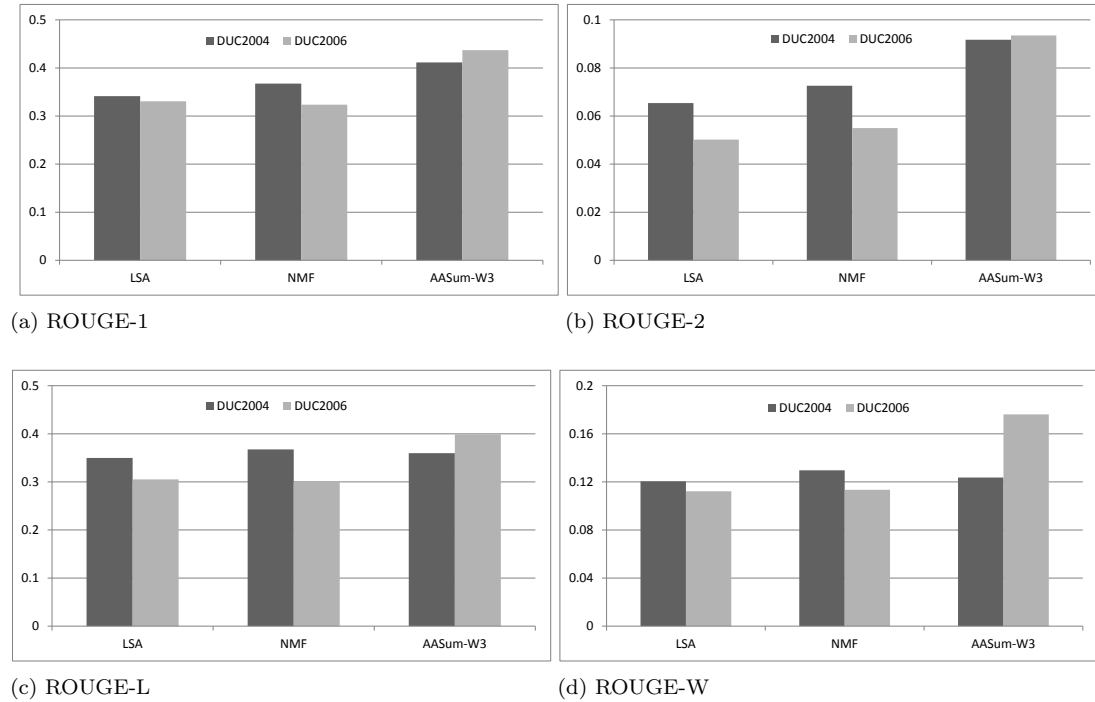 0.5
DUC2004 DUC2006
0.4
0.3
0.2
0.1
0
LSA NMF AASum-W3
(a) ROUGE-1
0.1
DUC2004 DUC2006
0.08
0.06
0.04
0.02
0
LSA NMF AASum-W3
(b) ROUGE-2
0.5
DUC2004 DUC2006
0.4
0.3
0.2
0.1
0
LSA NMF AASum-W3
(c) ROUGE-L
0.2
DUC2004 DUC2006
0.16
0.12
0.08
0.04
0
LSA NMF AASum-W3
(d) ROUGE-W